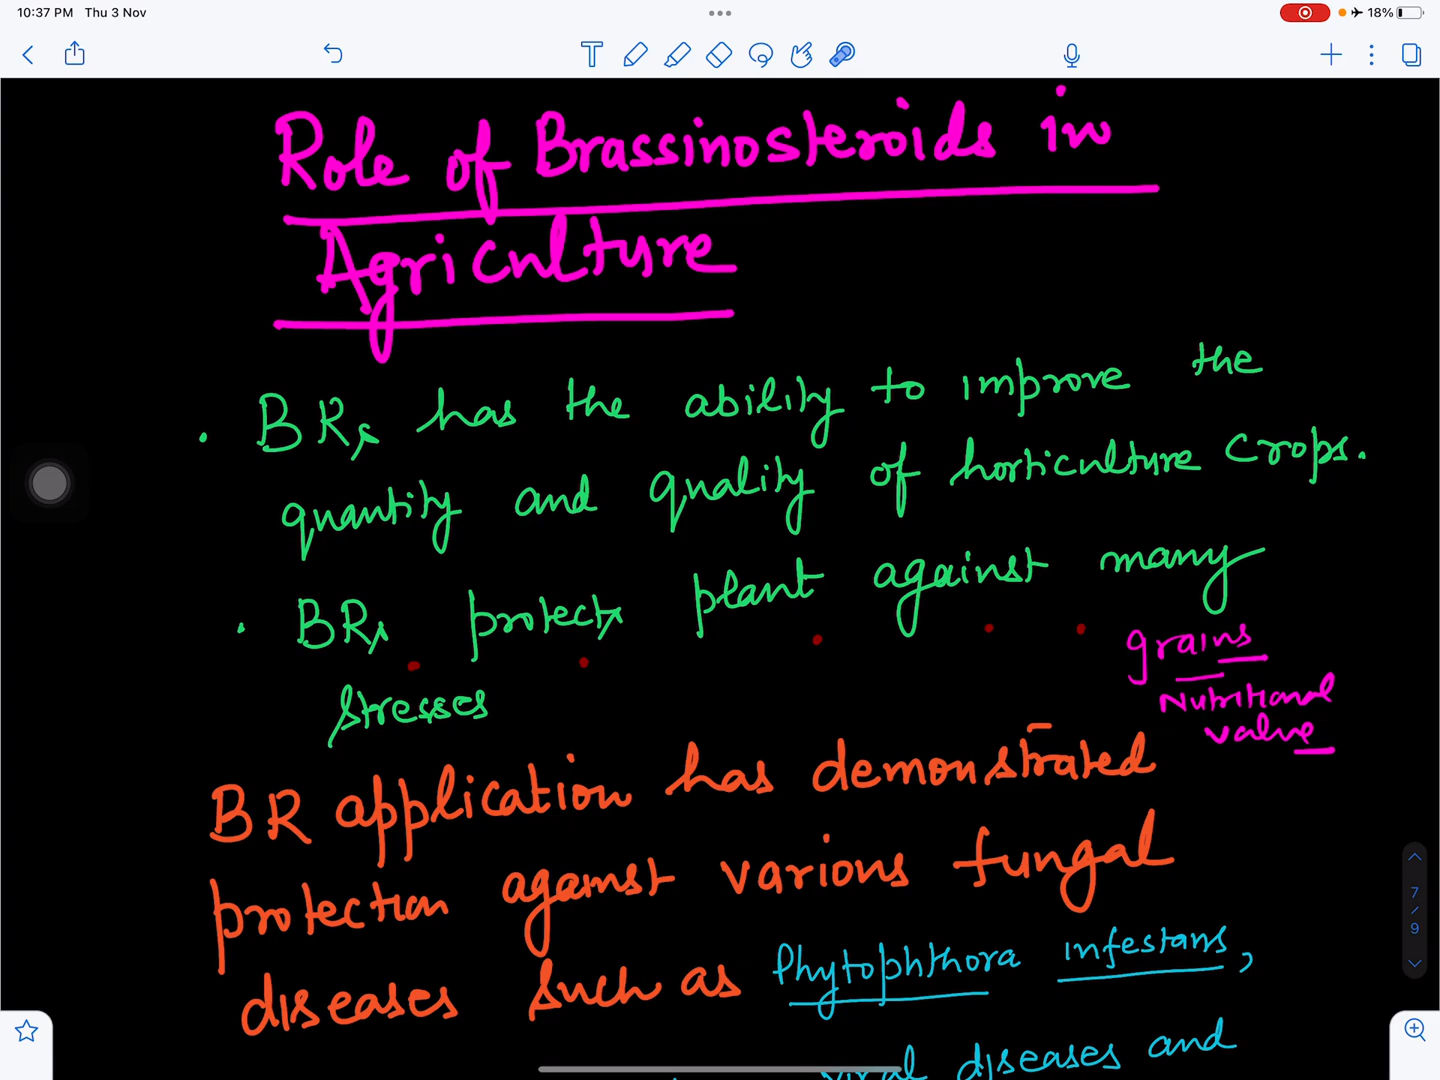 10:37 PM Thu 3 Nov
18%
Role of Brassinosteroids in
Agriculture
• BRs has the ability to improve the
quantity and quality of horticulture crops.
• BRs protects plant against many
stresses
grains
Nutritional
value
BR application has demonstrated
protection against various fungal
diseases such as Phytophthora infestans,
viral diseases and
7
/
9